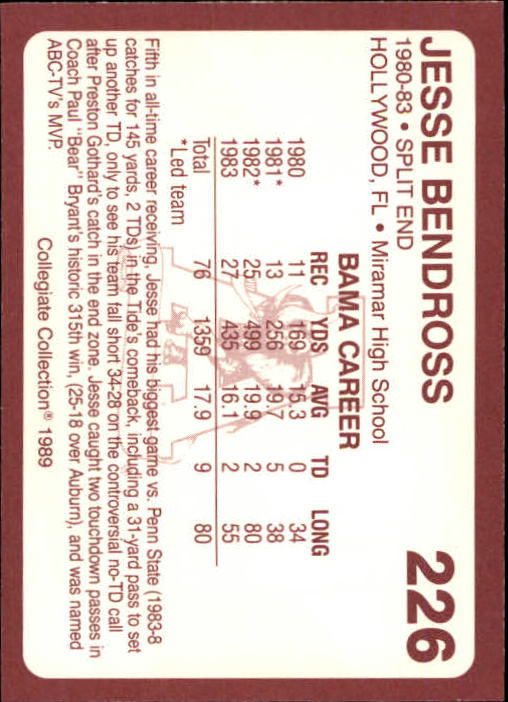 JESSE BENDROSS 226
1980-83 • SPLIT END
HOLLYWOOD, FL • Miramar High School
BAMA CAREER
REC YDS AVG TD LONG
1980 11 169 15.3 0 34
1981* 13 256 19.7 5 38
1982* 25 499 19.9 2 80
1983 27 435 16.1 2 55
Total 76 1359 17.9 9 80
*Led team
Fifth in all-time career receiving, Jesse had his biggest game vs. Penn State (1983-8
catches for 145 yards, 2 TDs) in the Tide's comeback, including a 31-yard pass to set
up another TD, only to see his team fall short 34-28 on the controversial no-TD call
after Preston Gothard's catch in the end zone. Jesse caught two touchdown passes in
Coach Paul "Bear" Bryant's historic 315th win, (25-18 over Auburn), and was named
ABC-TV's MVP.
Collegiate Collection® 1989